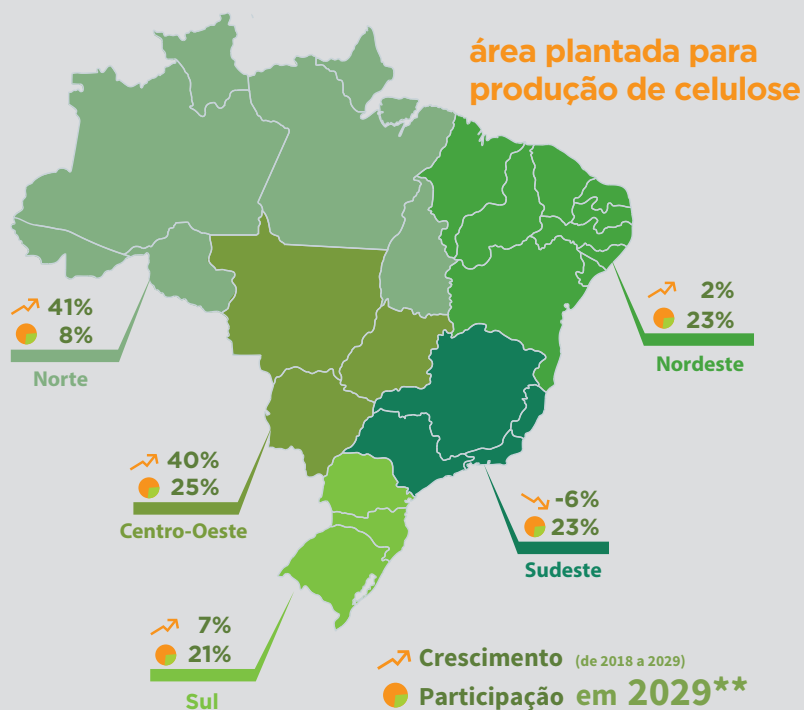 área plantada para
produção de celulose
41%
8%
Norte
2%
23%
Nordeste
40%
25%
Centro-Oeste
-6%
23%
Sudeste
7%
21%
Sul
Crescimento (de 2018 a 2029)
Participação em 2029**